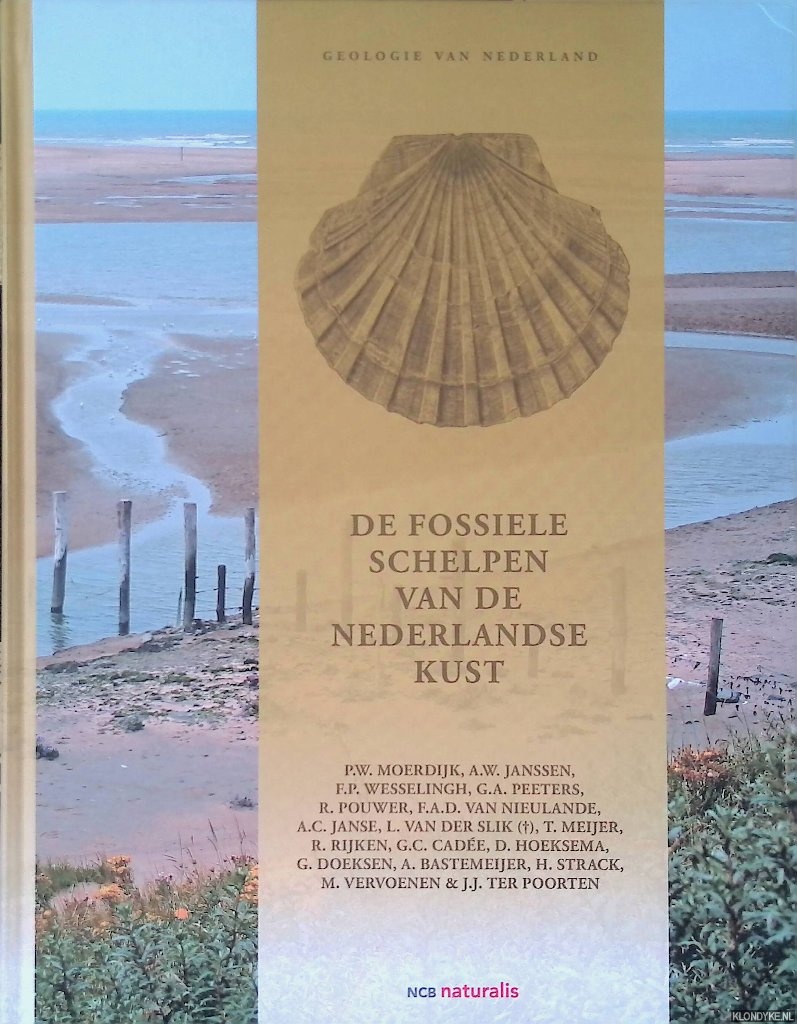 GEOLOGIE VAN NEDERLAND
DE FOSSIELE
SCHELPEN
VAN DE
NEDERLANDSE
KUST
P.W. MOERDIJK, A.W. JANSSEN,
F.P. WESSELINGH, G.A. PEETERS,
R. POUWER, F.A.D. VAN NIEULANDE,
A.C. JANSE, L. VAN DER SLIK (†), T. MEIJER,
R. RIJKEN, G.C. CADÉE, D. HOEKSEMA,
G. DOEKSEN, A. BASTEMEIJER, H. STRACK,
M. VERVOENEN & J.J. TER POORTEN
NCB naturalis
KLONDYKE.NL